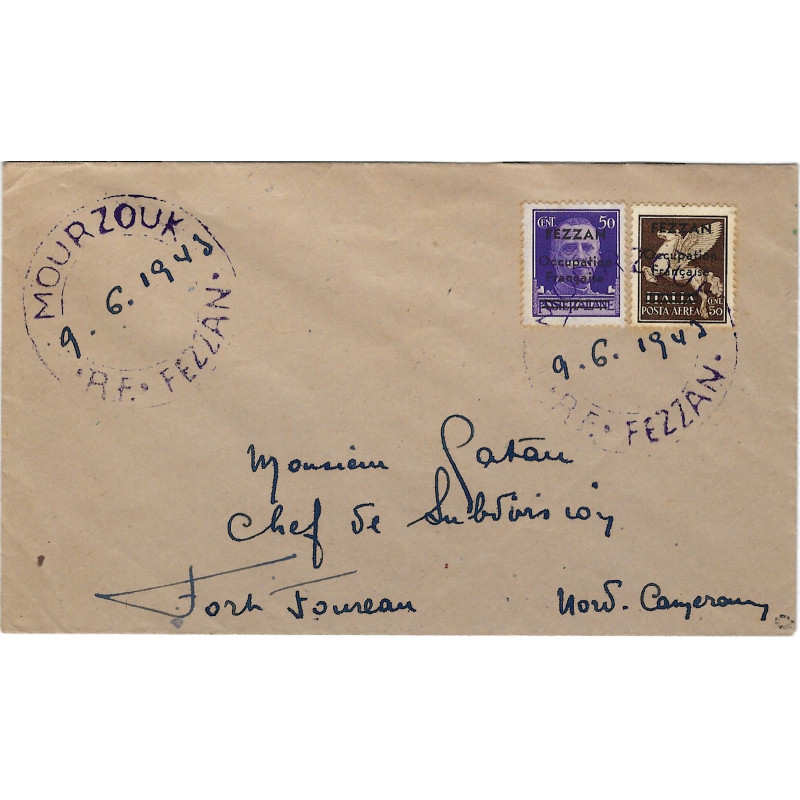 MOURZOUK
9.6.1943
• R.F. • FEZZAN •
CENT. 50
FEZZAN
Occupation
Française
POSTE ITALIANE
FEZZAN
Occupation
Française
ITALIA
POSTA AEREA CENT. 50
9.6.1943
• R.F. • FEZZAN •
Monsieur Gatau
Chef de Subdivision
Fort Foureau Nord-Cameroun